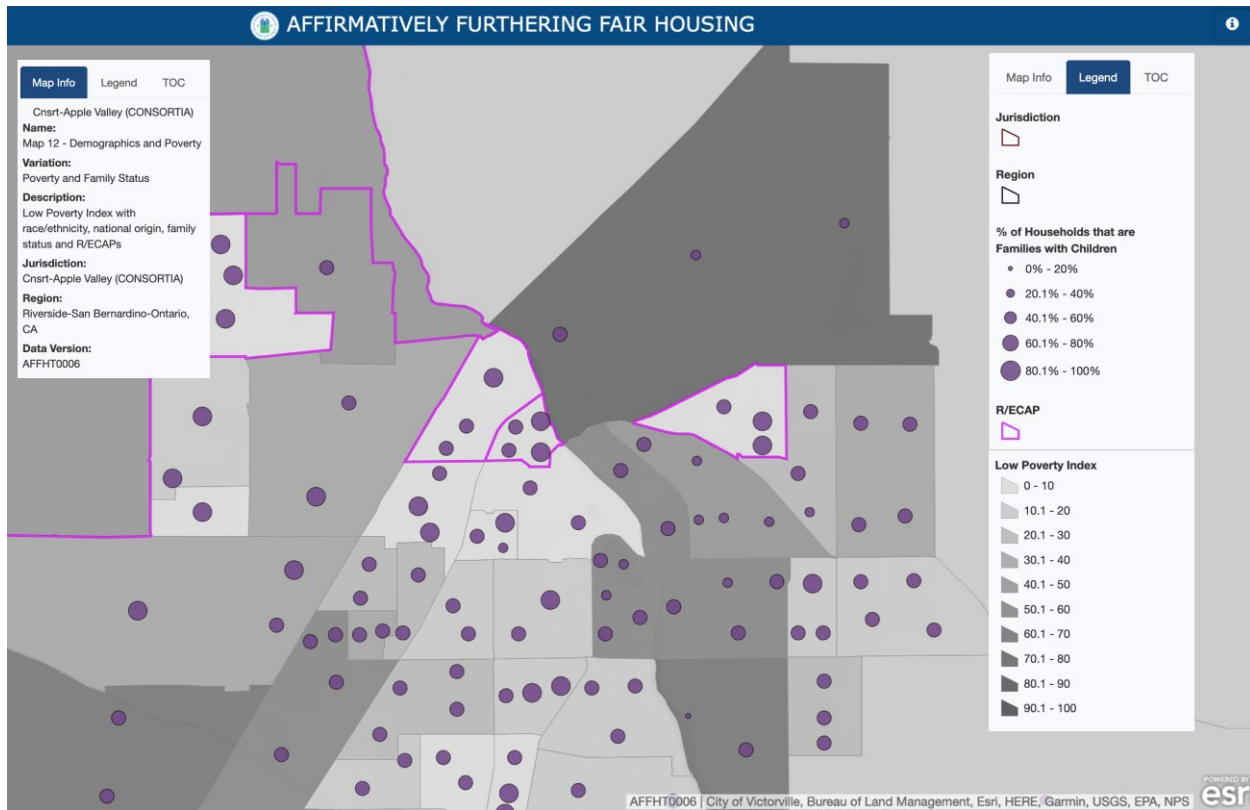 AFFIRMATIVELY FURTHERING FAIR HOUSING
Map Info Legend TOC
Cnsrt-Apple Valley (CONSORTIA)
Name:
Map 12 - Demographics and Poverty
Variation:
Poverty and Family Status
Description:
Low Poverty Index with
race/ethnicity, national origin, family
status and R/ECAPs
Jurisdiction:
Cnsrt-Apple Valley (CONSORTIA)
Region:
Riverside-San Bernardino-Ontario,
CA
Data Version:
AFFHT0006
Map Info Legend TOC
Jurisdiction
Region
% of Households that are
Families with Children
0% - 20%
20.1% - 40%
40.1% - 60%
60.1% - 80%
80.1% - 100%
R/ECAP
Low Poverty Index
0 - 10
10.1 - 20
20.1 - 30
30.1 - 40
40.1 - 50
50.1 - 60
60.1 - 70
70.1 - 80
80.1 - 90
90.1 - 100
AFFHT0006 | City of Victorville, Bureau of Land Management, Esri, HERE, Garmin, USGS, EPA, NPS
POWERED BY
esri